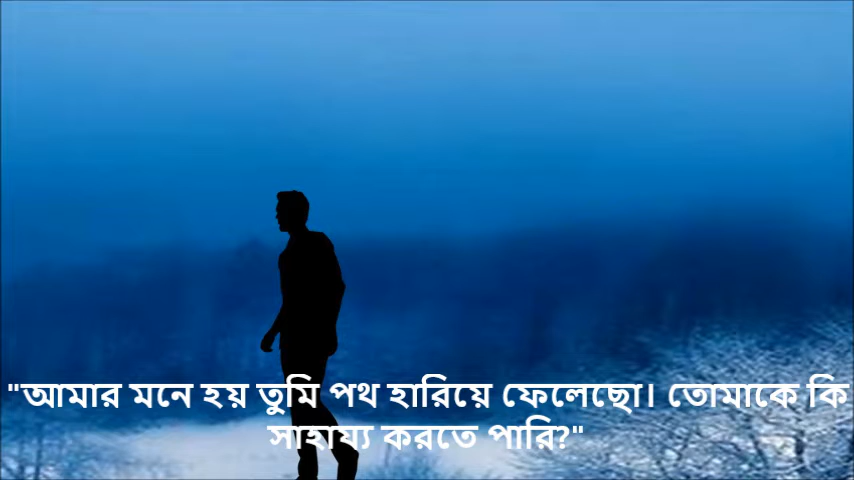 "আমার মনে হয় তুমি পথ হারিয়ে ফেলেছো। তোমাকে কি
সাহায্য করতে পারি?"